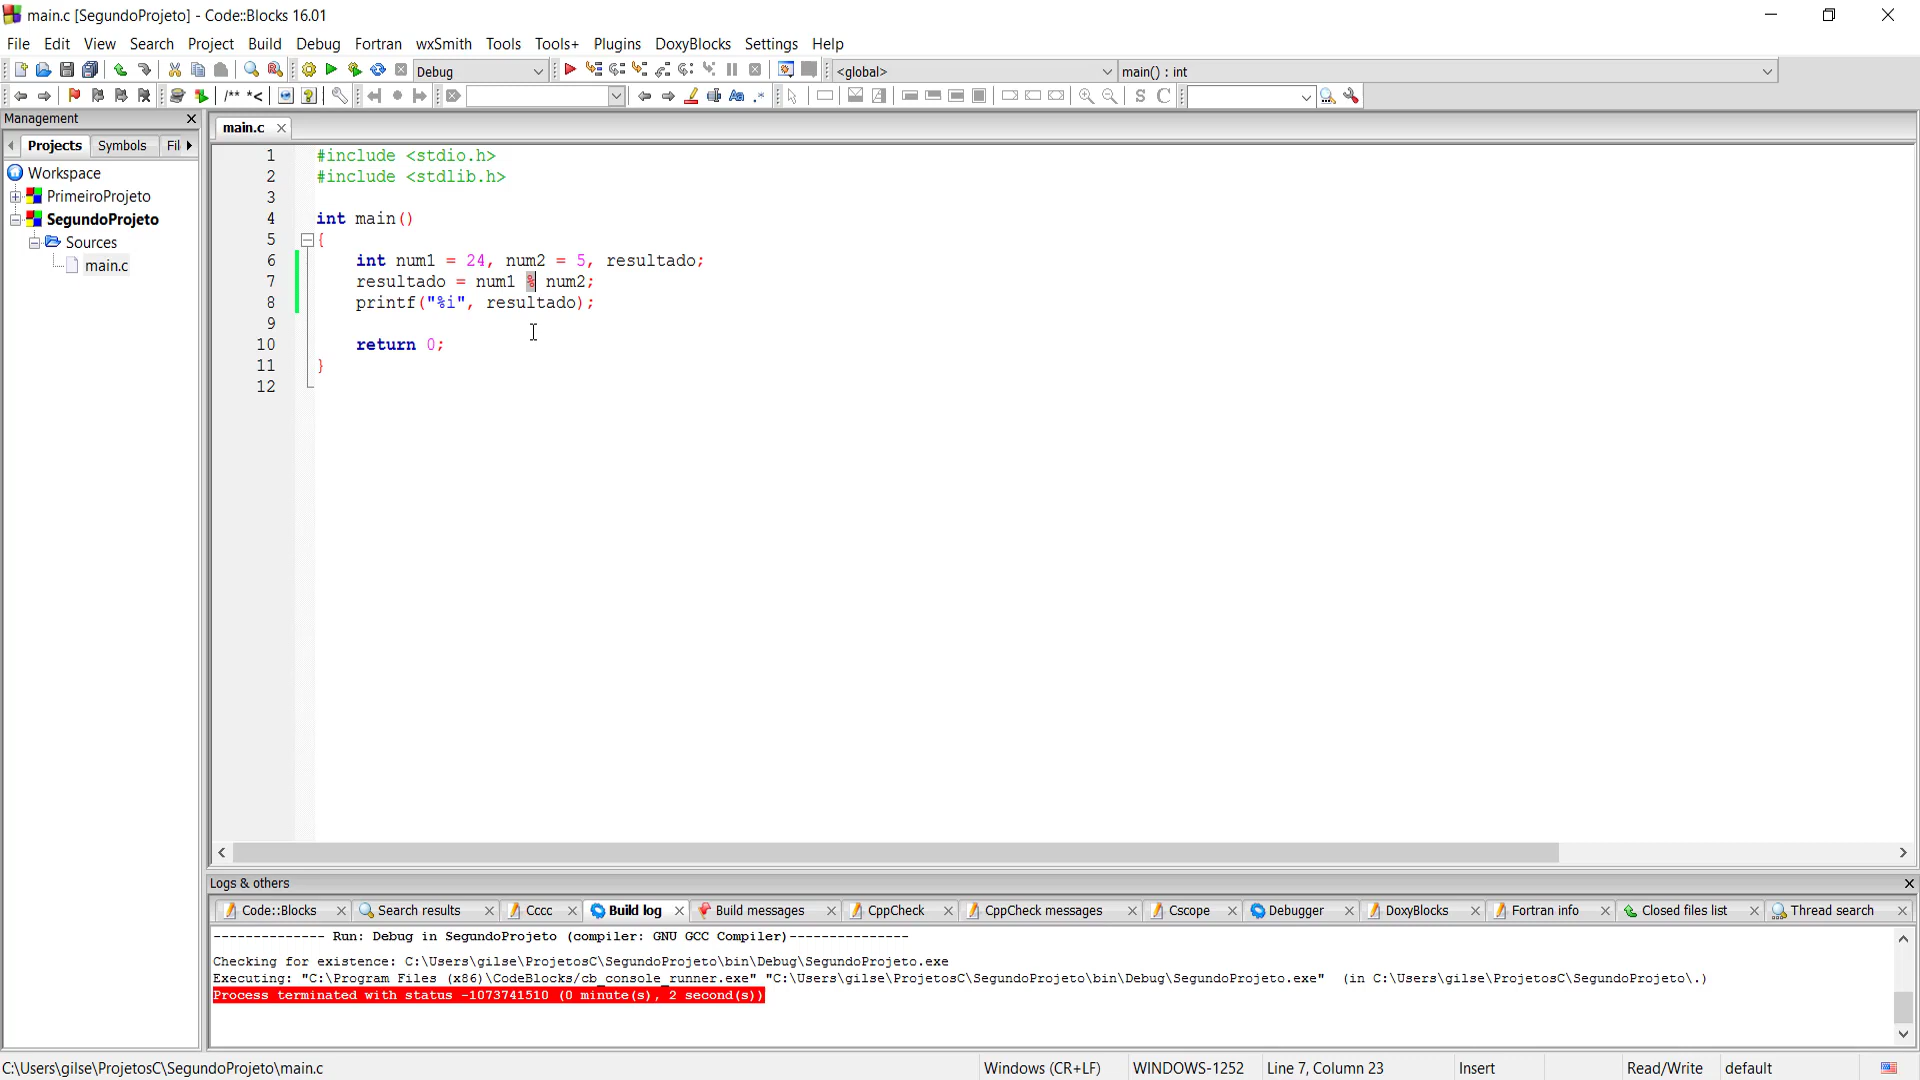 main.c [SegundoProjeto] - Code::Blocks 16.01
File Edit View Search Project Build Debug Fortran wxSmith Tools Tools+ Plugins DoxyBlocks Settings Help
Debug <global> main() : int
/** *< Aa .* S C
Management
main.c
Projects Symbols Fil
1 #include <stdio.h>
2 #include <stdlib.h>
3
4 int main()
5 {
6 int num1 = 24, num2 = 5, resultado;
7 resultado = num1 % num2;
8 printf("%i", resultado);
9
10 return 0;
11 }
12
Workspace
PrimeiroProjeto
SegundoProjeto
Sources
main.c
Logs & others
Code::Blocks Search results Cccc Build log Build messages CppCheck CppCheck messages Cscope Debugger DoxyBlocks Fortran info Closed files list Thread search
-------------- Run: Debug in SegundoProjeto (compiler: GNU GCC Compiler)---------------
Checking for existence: C:\Users\gilse\ProjetosC\SegundoProjeto\bin\Debug\SegundoProjeto.exe
Executing: "C:\Program Files (x86)\CodeBlocks/cb_console_runner.exe" "C:\Users\gilse\ProjetosC\SegundoProjeto\bin\Debug\SegundoProjeto.exe" (in C:\Users\gilse\ProjetosC\SegundoProjeto\.)
Process terminated with status -1073741510 (0 minute(s), 2 second(s))
C:\Users\gilse\ProjetosC\SegundoProjeto\main.c Windows (CR+LF) WINDOWS-1252 Line 7, Column 23 Insert Read/Write default